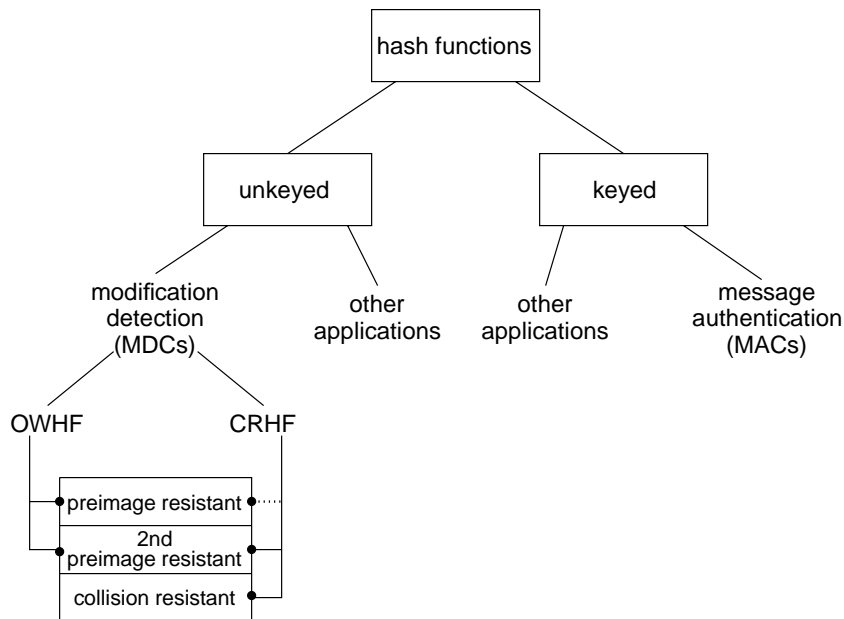 hash functions
unkeyed
keyed
modification
detection
(MDCs)
other
applications
other
applications
message
authentication
(MACs)
OWHF
CRHF
preimage resistant
2nd
preimage resistant
collision resistant